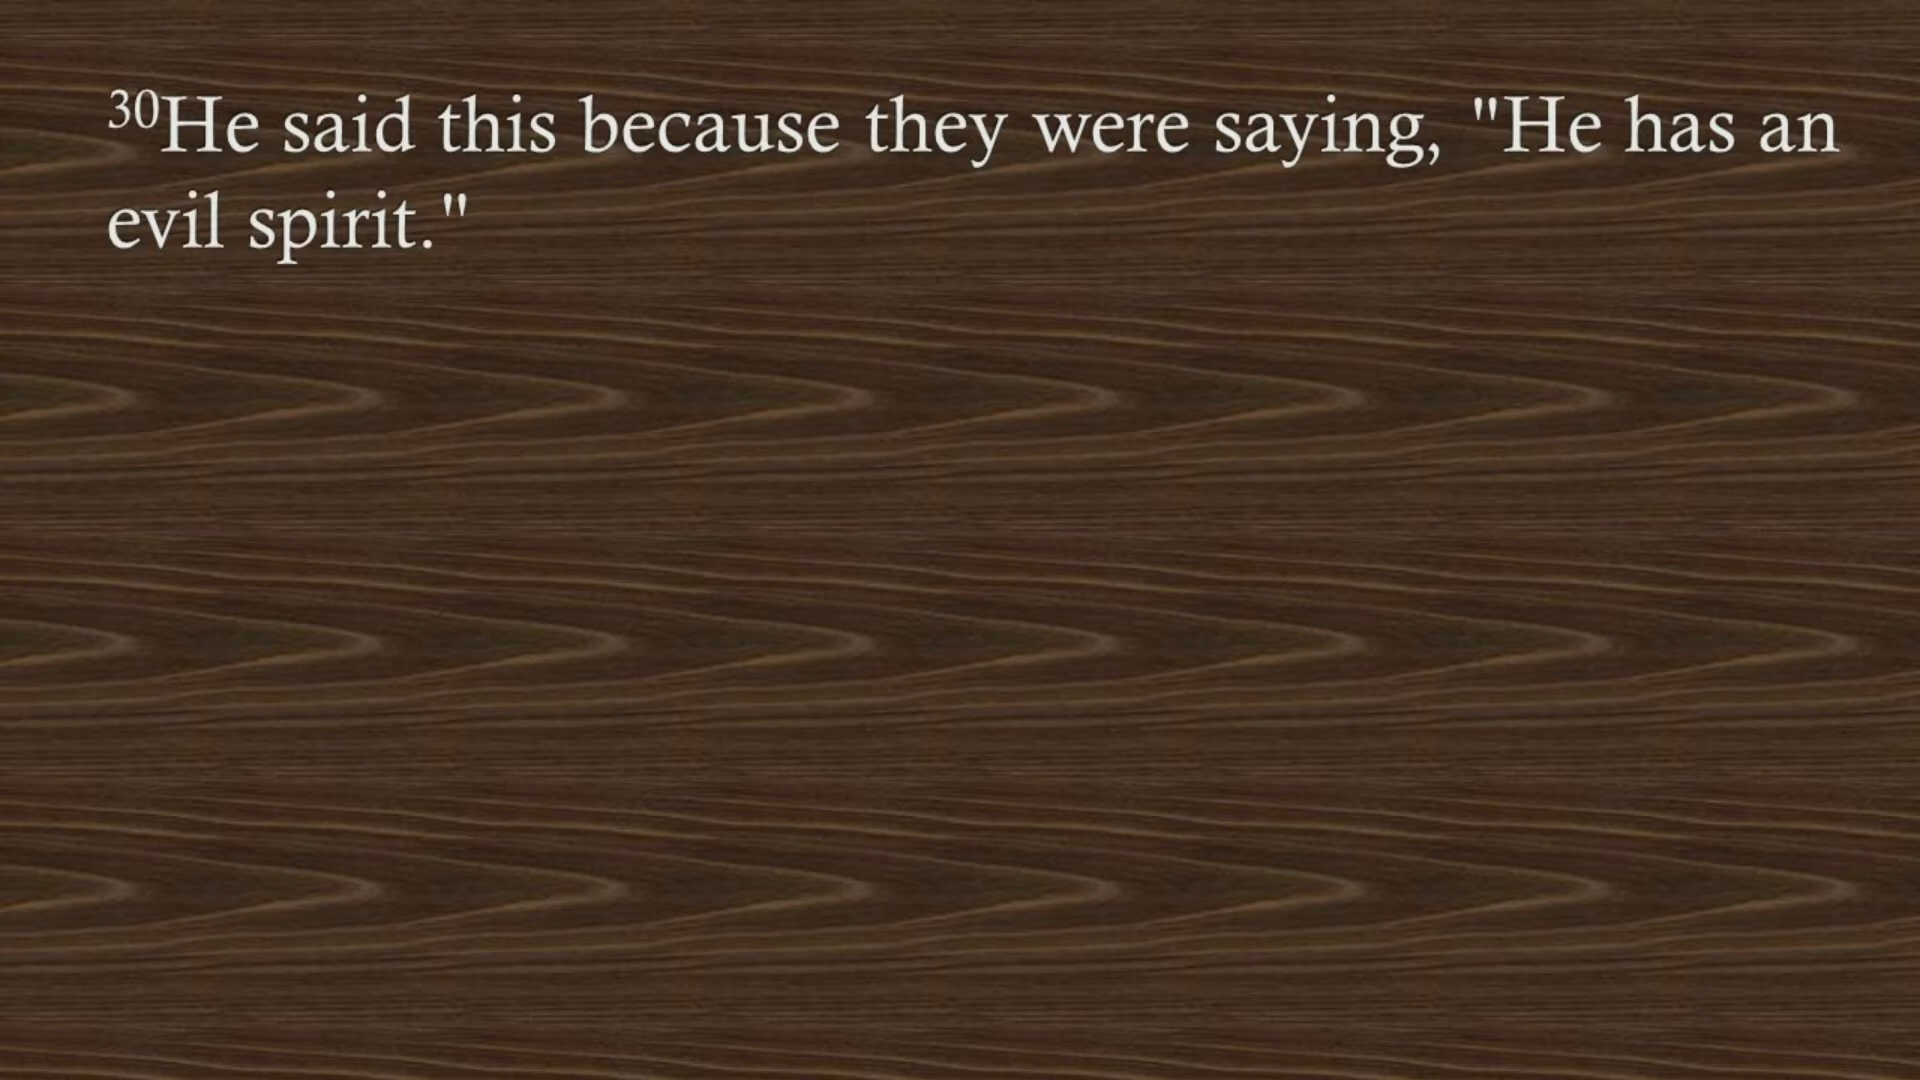 30He said this because they were saying, "He has an
evil spirit."